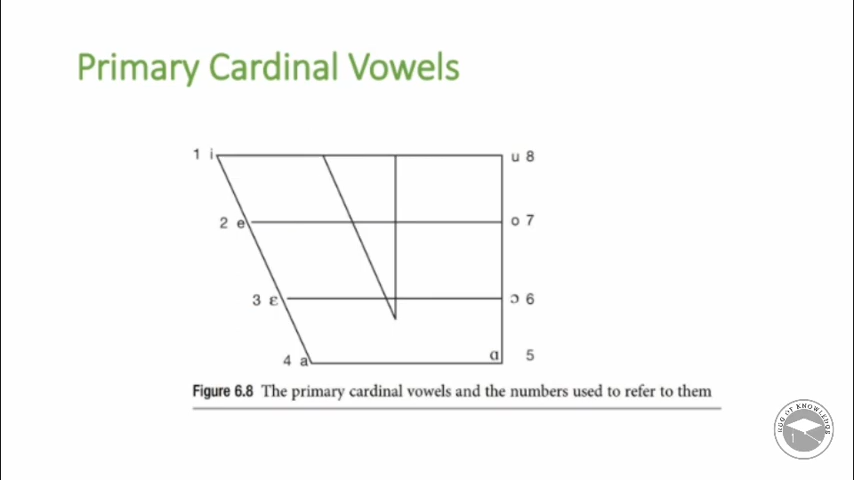 Primary Cardinal Vowels
1 i u 8
2 e o 7
3 ɛ ɔ 6
4 a ɑ 5
Figure 6.8 The primary cardinal vowels and the numbers used to refer to them